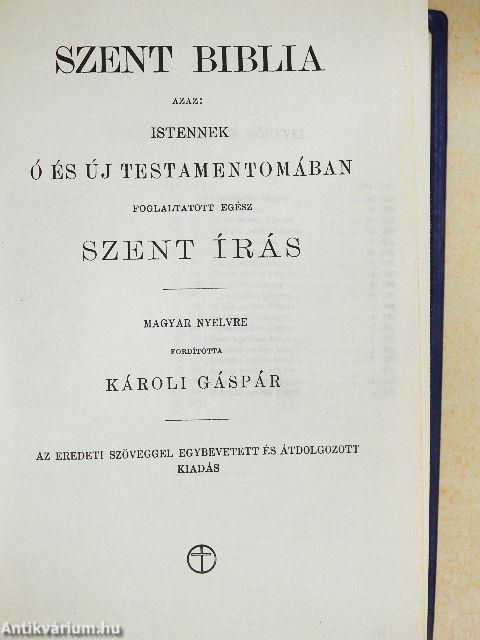 SZENT BIBLIA
AZAZ:
ISTENNEK
Ó ÉS ÚJ TESTAMENTOMÁBAN
FOGLALTATOTT EGÉSZ
SZENT ÍRÁS
MAGYAR NYELVRE
FORDÍTOTTA
KÁROLI GÁSPÁR
AZ EREDETI SZÖVEGGEL EGYBEVETETT ÉS ÁTDOLGOZOTT
KIADÁS
Antikvárium.hu